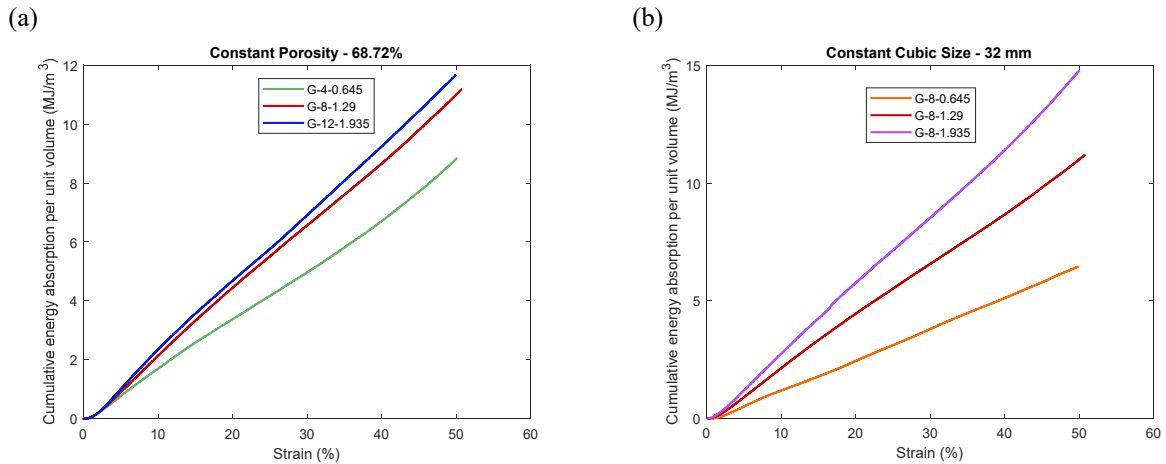 (a)
Constant Porosity - 68.72%
Cumulative energy absorption per unit volume (MJ/m³)
12
10
8
6
4
2
0
G-4-0.645
G-8-1.29
G-12-1.935
0 10 20 30 40 50 60
Strain (%)
(b)
Constant Cubic Size - 32 mm
Cumulative energy absorption per unit volume (MJ/m³)
15
10
5
0
G-8-0.645
G-8-1.29
G-8-1.935
0 10 20 30 40 50 60
Strain (%)